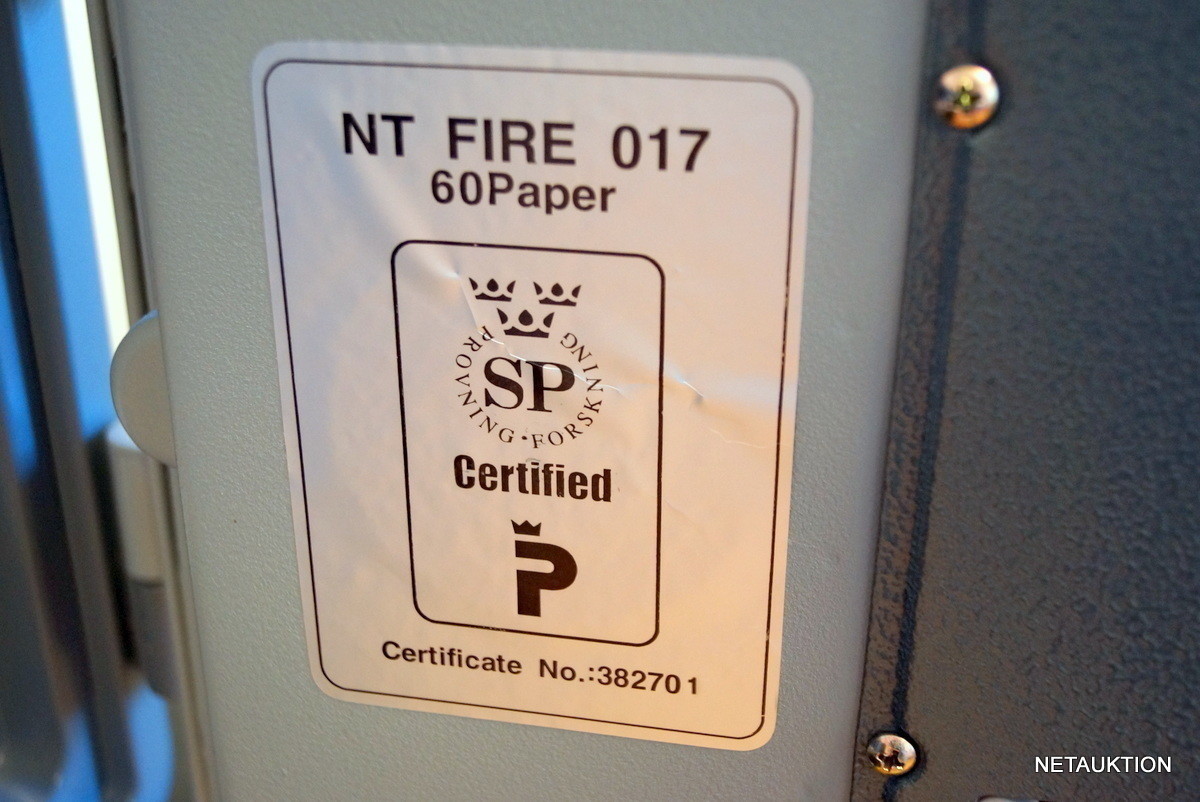 NT FIRE 017
60Paper
SP
PROVNING · FORSKNING
Certified
P
Certificate No.:382701
NETAUKTION